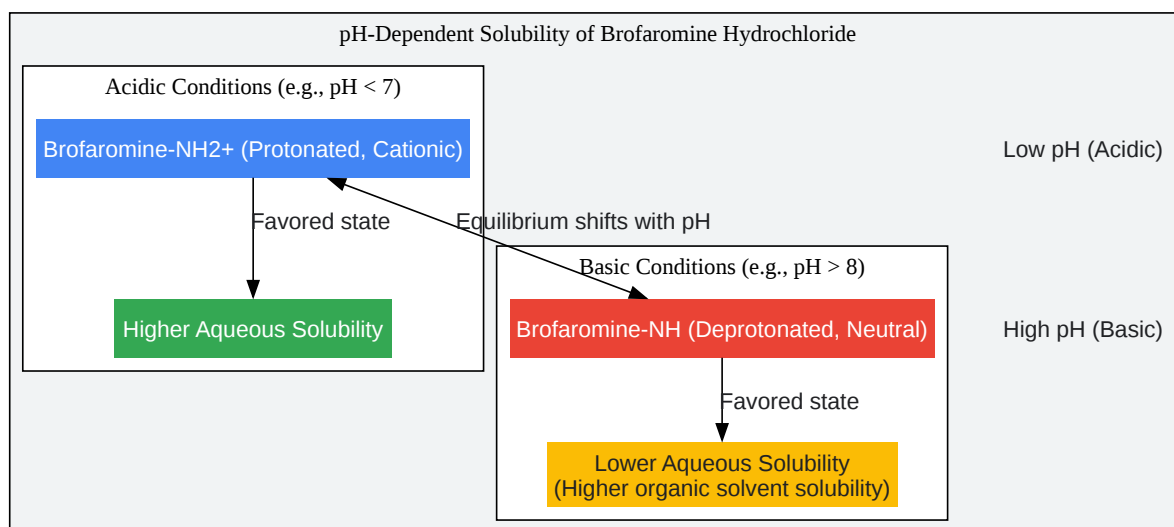 pH-Dependent Solubility of Brofaromine Hydrochloride
Acidic Conditions (e.g., pH < 7)
Brofaromine-NH2+ (Protonated, Cationic)
Low pH (Acidic)
Favored state
Equilibrium shifts with pH
Basic Conditions (e.g., pH > 8)
Higher Aqueous Solubility
Brofaromine-NH (Deprotonated, Neutral)
High pH (Basic)
Favored state
Lower Aqueous Solubility
(Higher organic solvent solubility)